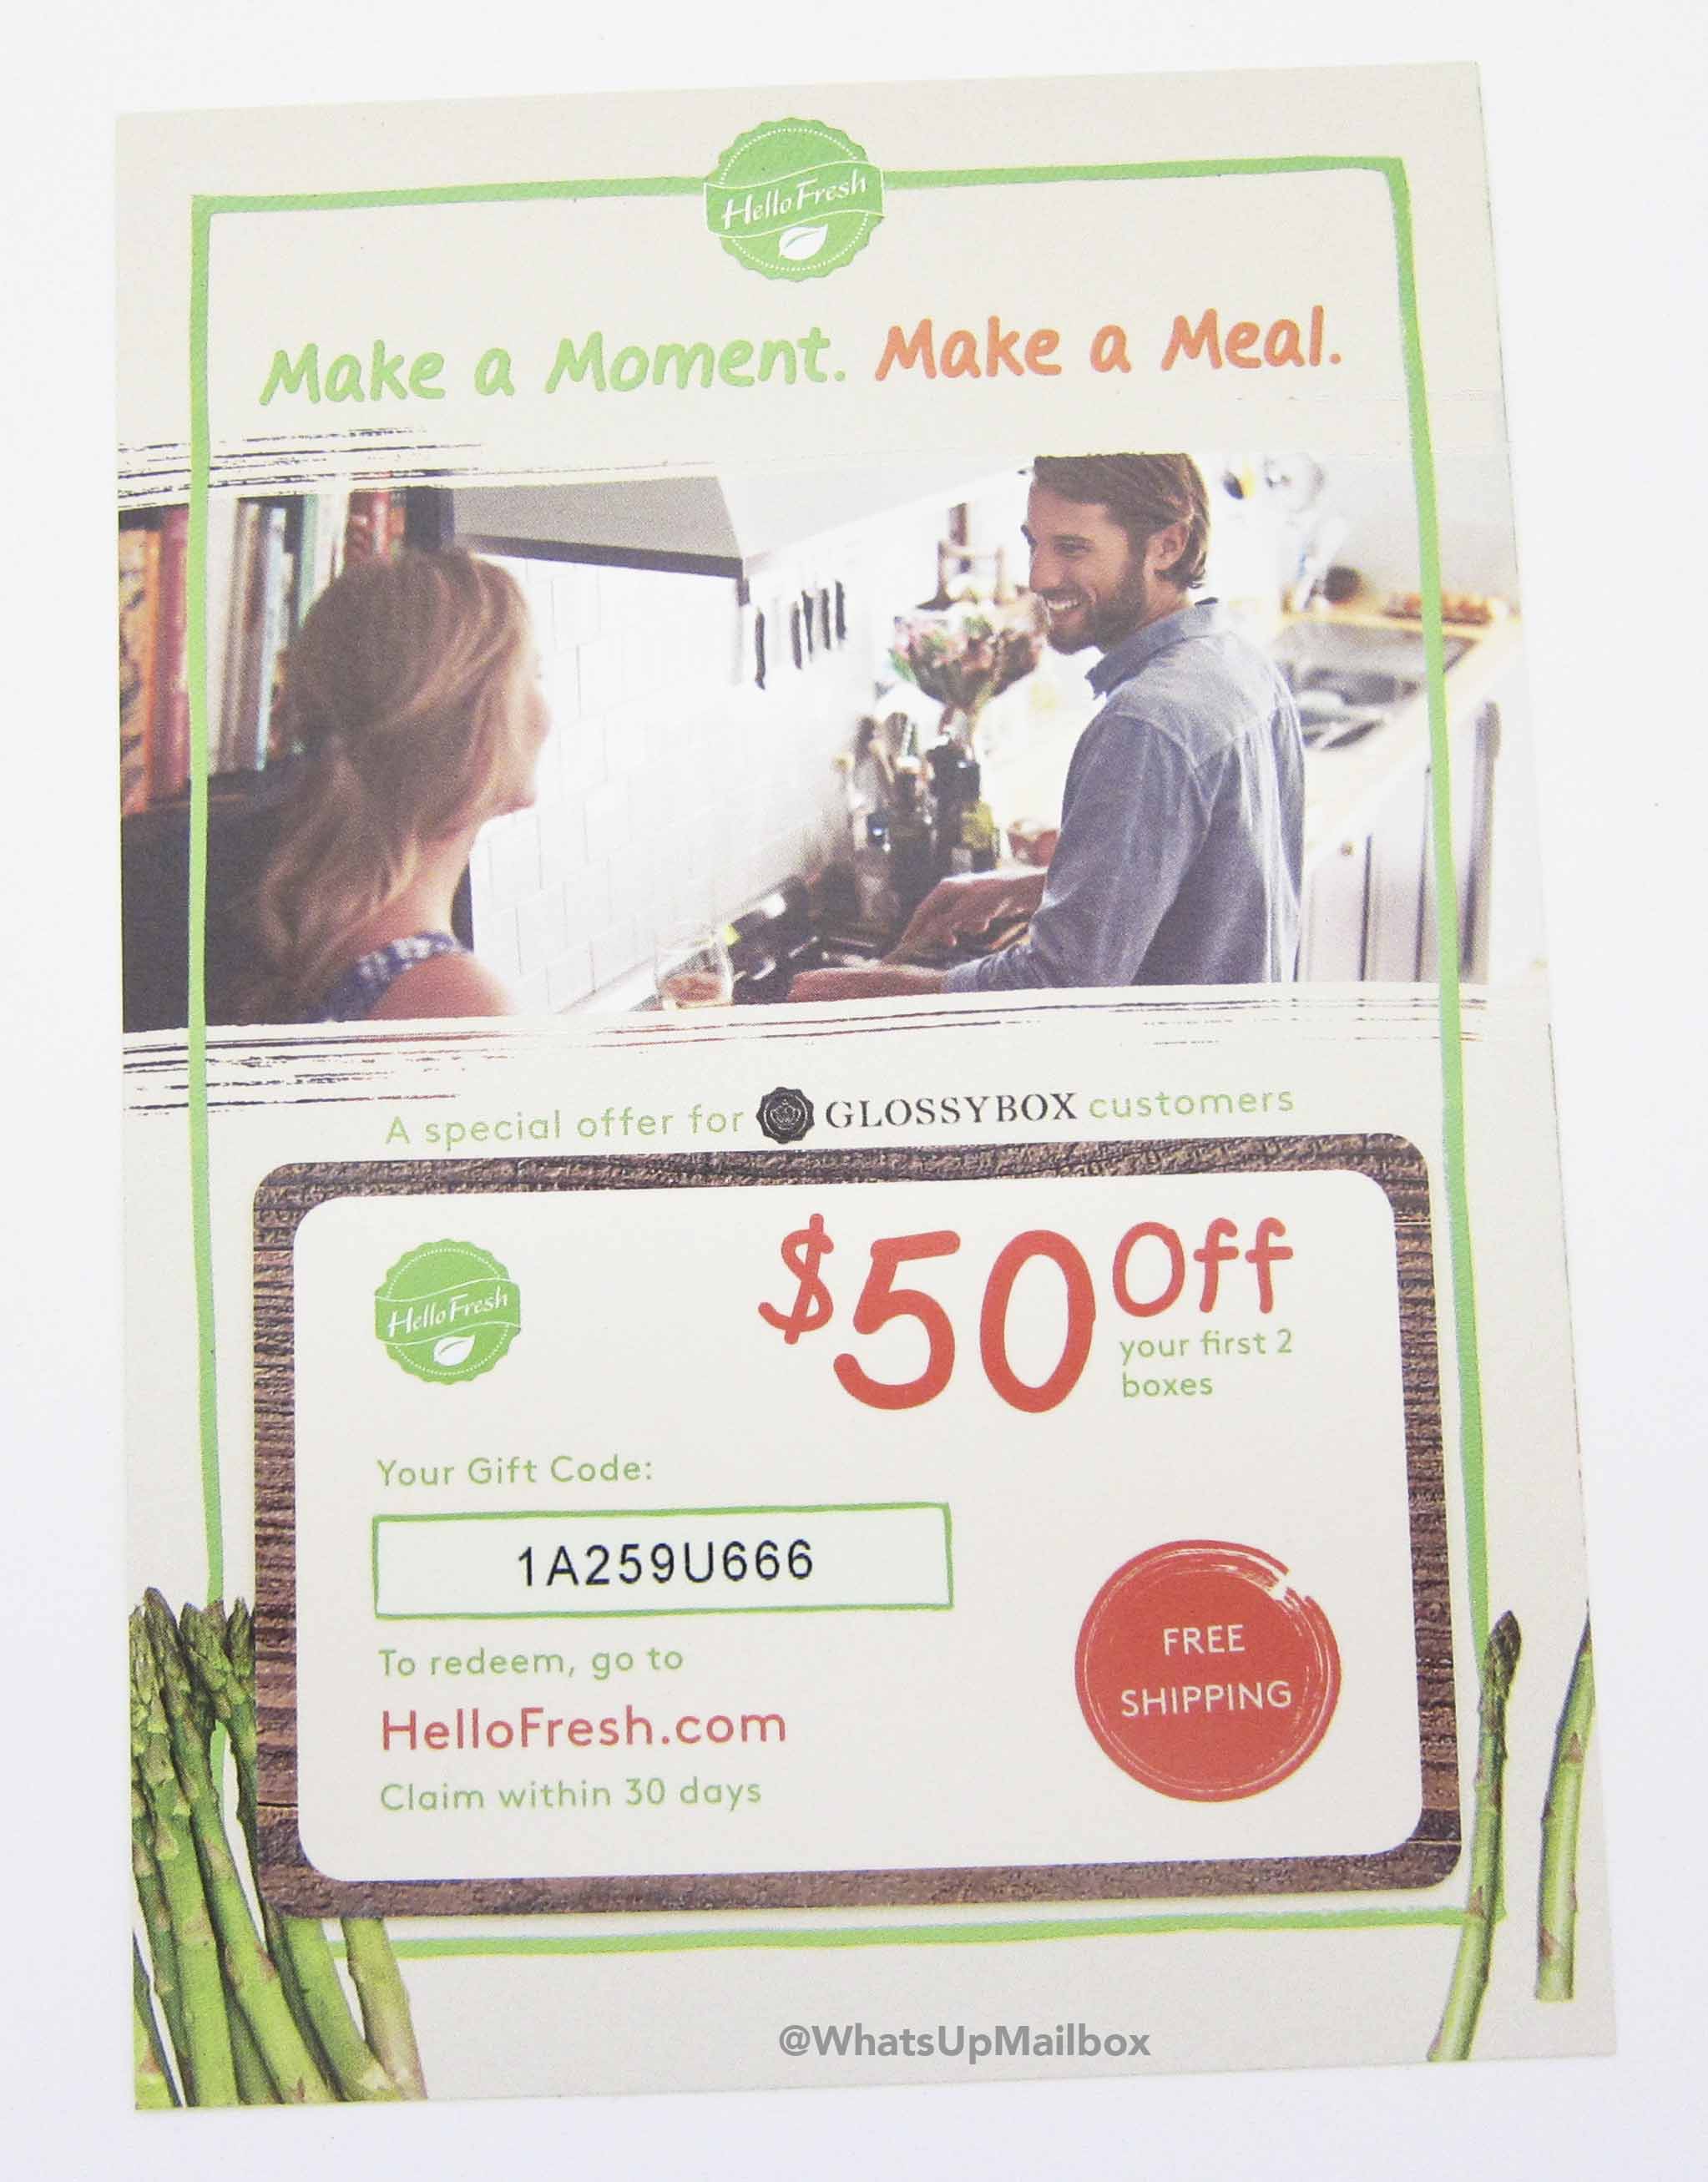 HelloFresh
Make a Moment. Make a Meal.
A special offer for GLOSSYBOX customers
HelloFresh
$50 Off
your first 2
boxes
Your Gift Code:
1A259U666
To redeem, go to
HelloFresh.com
Claim within 30 days
FREE
SHIPPING
@WhatsUpMailbox